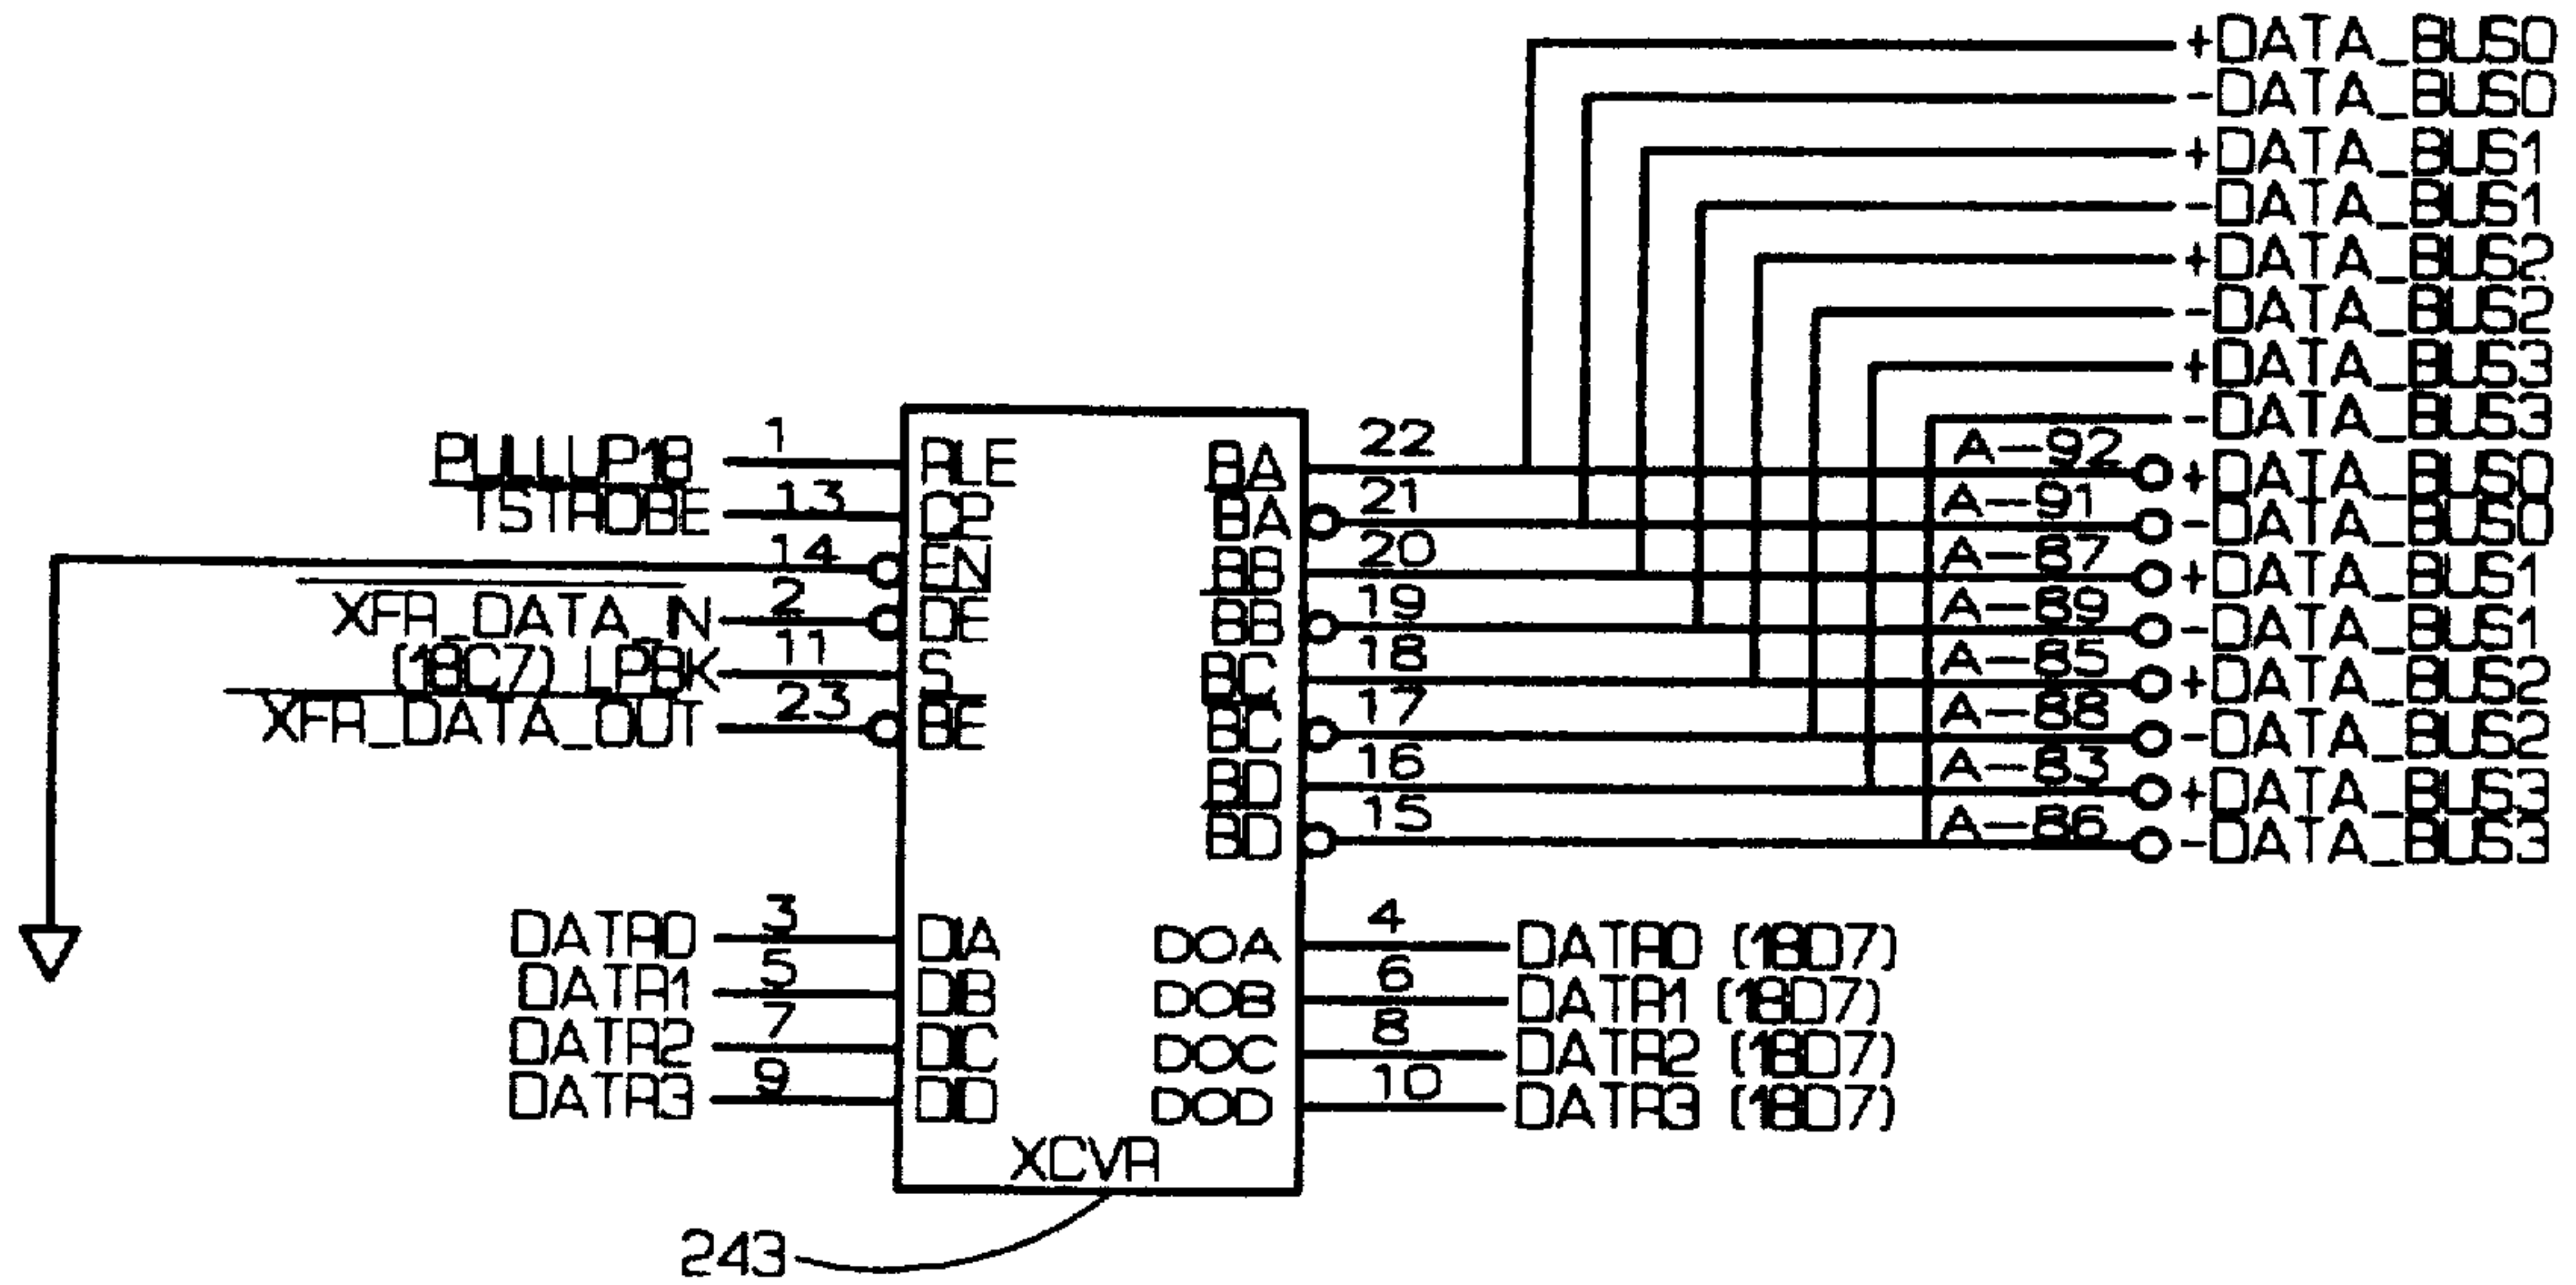 +DATA_BUS0
-DATA_BUS0
+DATA_BUS1
-DATA_BUS1
+DATA_BUS2
-DATA_BUS2
+DATA_BUS3
-DATA_BUS3
PULLUP18 1 RLE BA 22 A-92 +DATA_BUS0
TSTROBE 13 CP BA 21 A-91 -DATA_BUS0
14 EN BB 20 A-87 +DATA_BUS1
XFR_DATA_IN 2 DE BB 19 A-89 -DATA_BUS1
(18C7) LPBK 11 S BC 18 A-85 +DATA_BUS2
XFR_DATA_OUT 23 BE BC 17 A-88 -DATA_BUS2
BD 16 A-83 +DATA_BUS3
BD 15 A-86 -DATA_BUS3
DATR0 3 DIA DOA 4 DATR0 (18D7)
DATR1 5 DIB DOB 6 DATR1 (18D7)
DATR2 7 DIC DOC 8 DATR2 (18D7)
DATR3 9 DID DOD 10 DATR3 (18D7)
XCVR
243